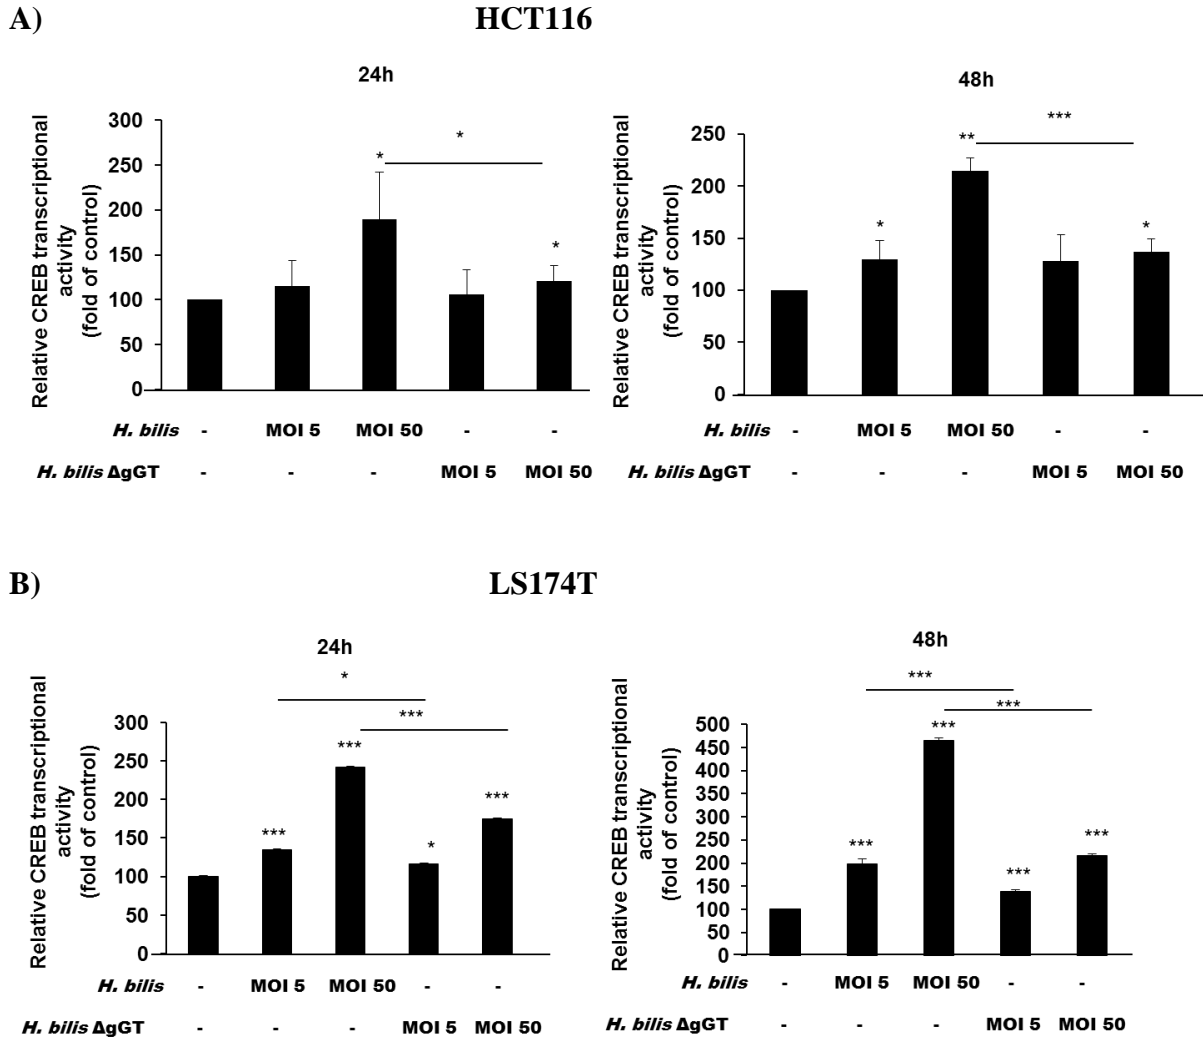 A)
HCT116
24h
Relative CREB transcriptional
activity
(fold of control)
300
250
200
150
100
50
0
*
*
*
H. bilis - MOI 5 MOI 50 - -
H. bilis ΔgGT - - - MOI 5 MOI 50
48h
Relative CREB transcriptional
activity
(fold of control)
250
200
150
100
50
0
***
**
*
*
H. bilis - MOI 5 MOI 50 - -
H. bilis ΔgGT - - - MOI 5 MOI 50
B)
LS174T
24h
Relative CREB transcriptional
activity
(fold of control)
300
250
200
150
100
50
0
*
***
***
***
***
*
H. bilis - MOI 5 MOI 50 - -
H. bilis ΔgGT - - - MOI 5 MOI 50
48h
Relative CREB transcriptional
activity
(fold of control)
500
450
400
350
300
250
200
150
100
50
0
***
***
***
***
***
***
H. bilis - MOI 5 MOI 50 - -
H. bilis ΔgGT - - - MOI 5 MOI 50